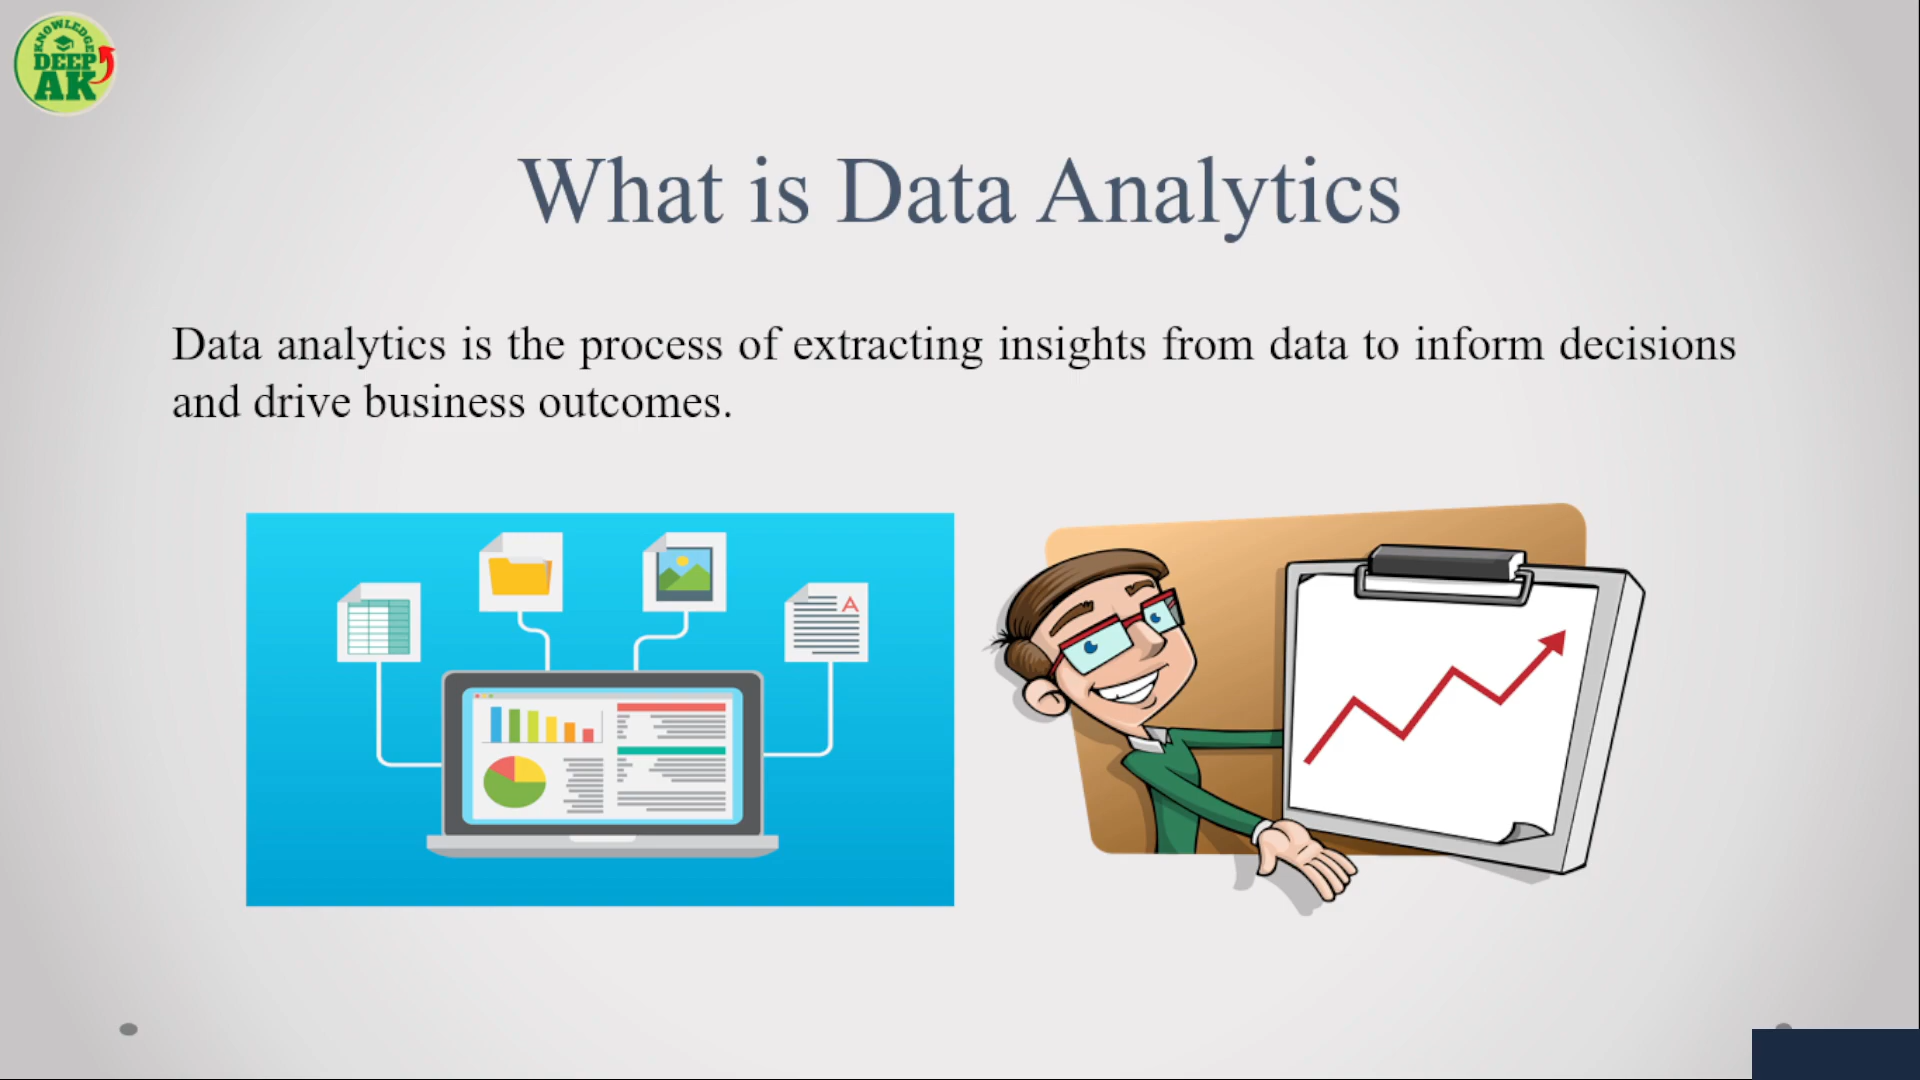 KNOWLEDGE
DEEP
AK
What is Data Analytics
Data analytics is the process of extracting insights from data to inform decisions
and drive business outcomes.
A